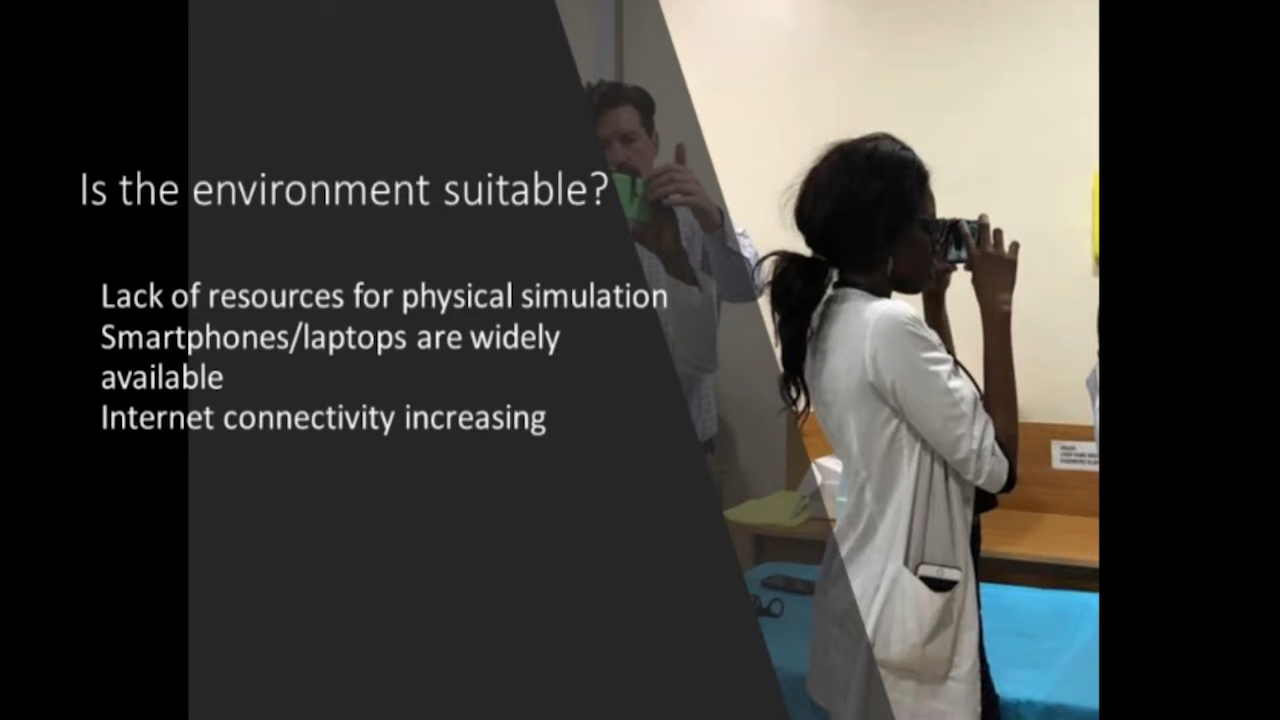 Is the environment suitable?
Lack of resources for physical simulation
Smartphones/laptops are widely
available
Internet connectivity increasing